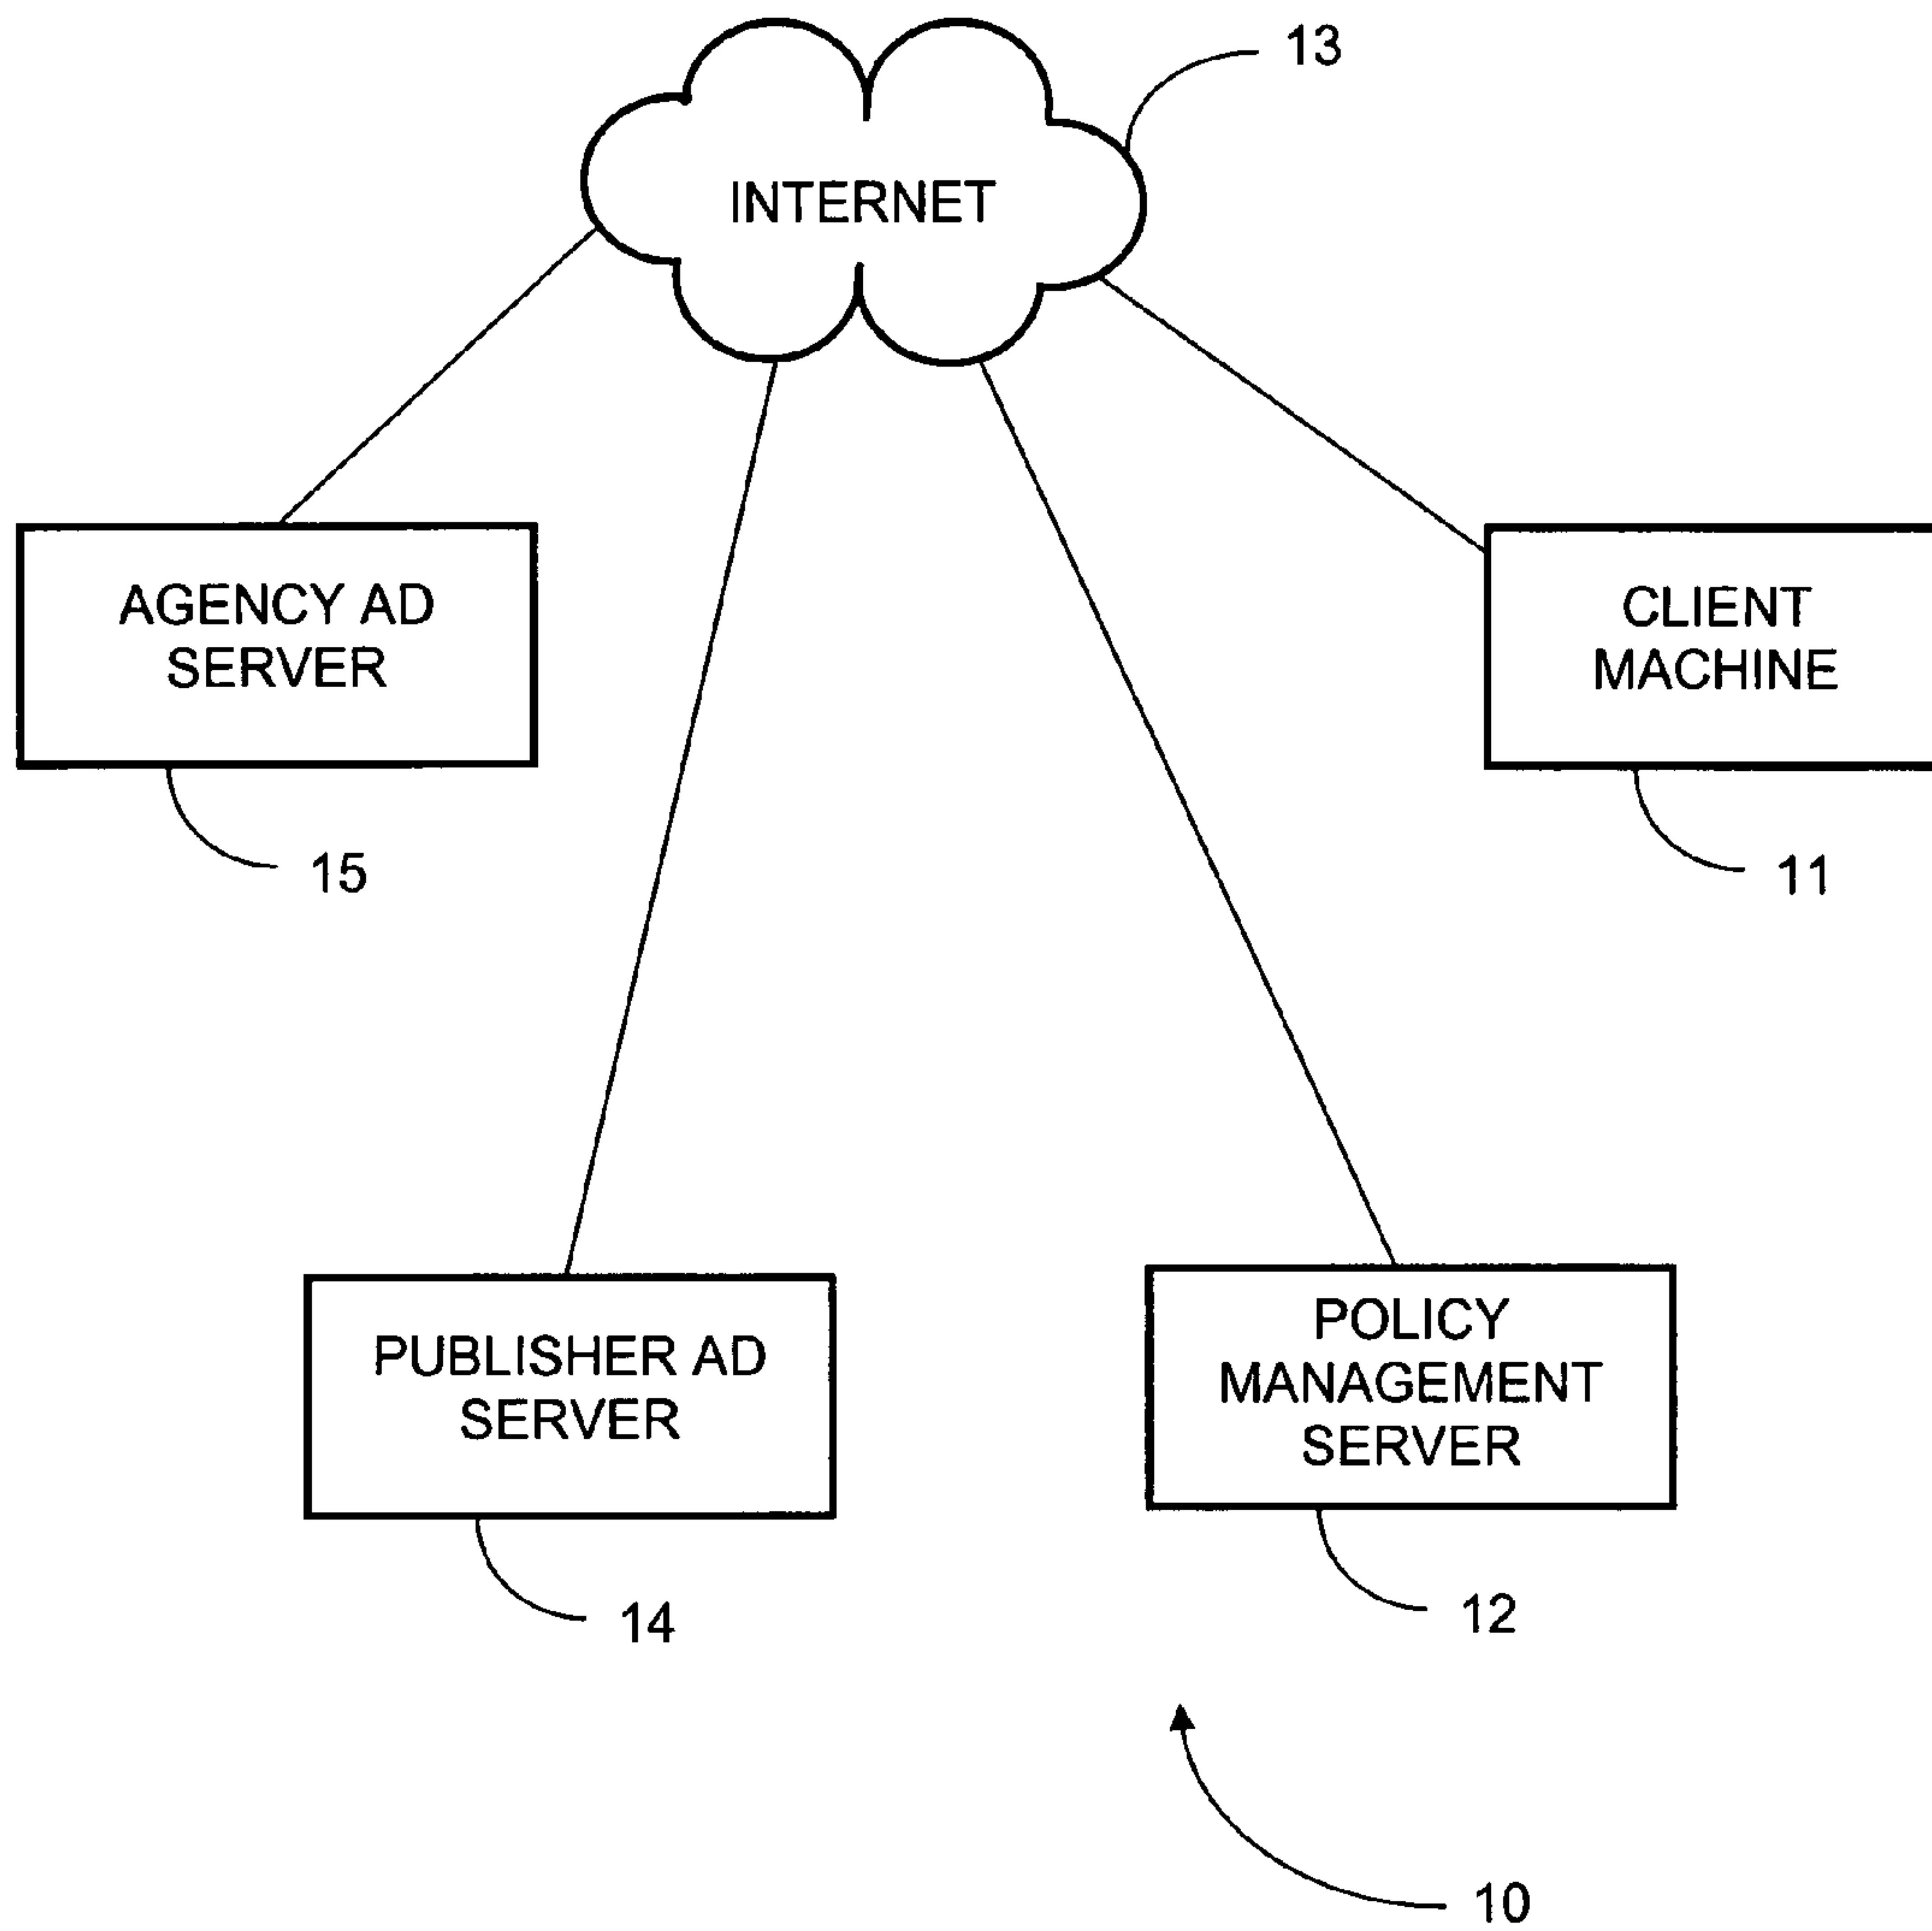 13
INTERNET
AGENCY AD
SERVER
15
CLIENT
MACHINE
11
PUBLISHER AD
SERVER
14
POLICY
MANAGEMENT
SERVER
12
10